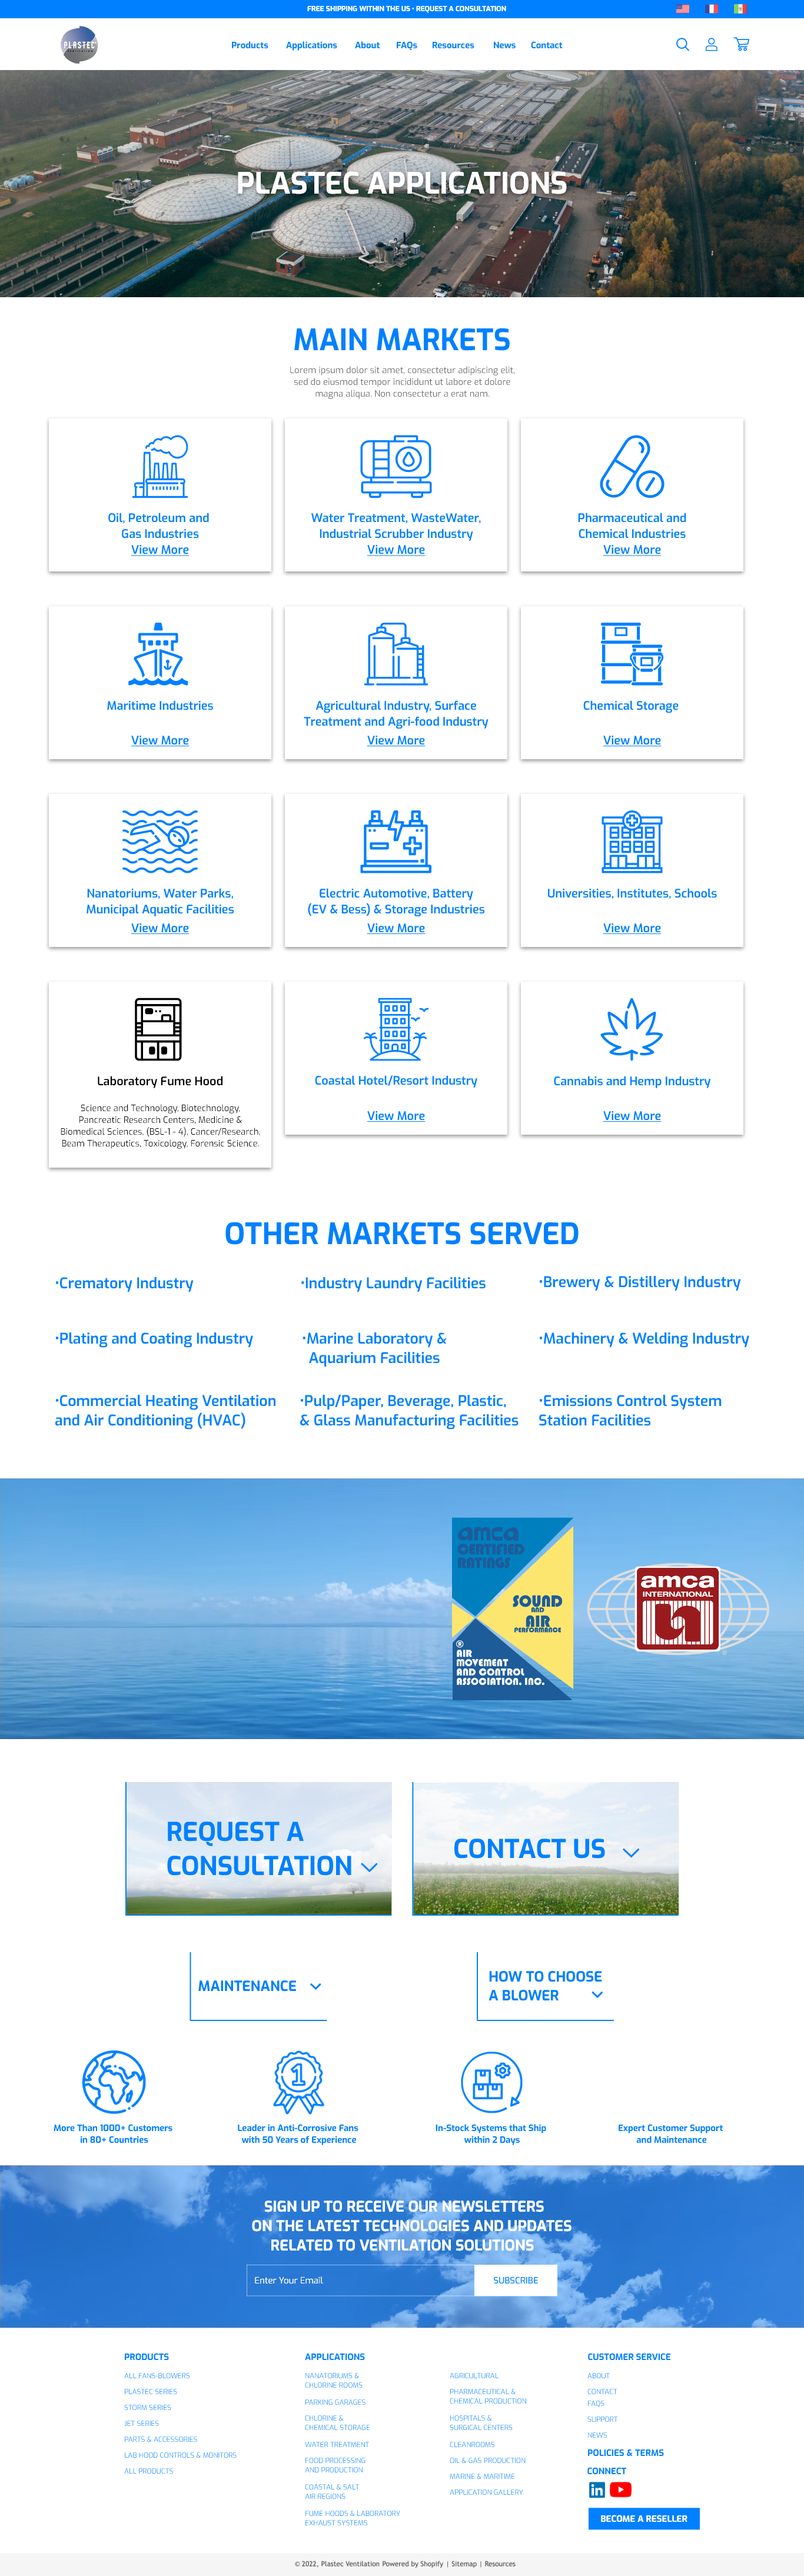 FREE SHIPPING WITHIN THE US • REQUEST A CONSULTATION
PLASTEC
Products Applications About FAQs Resources News Contact
PLASTEC APPLICATIONS
MAIN MARKETS
Lorem ipsum dolor sit amet, consectetur adipiscing elit,
sed do eiusmod tempor incididunt ut labore et dolore
magna aliqua. Non consectetur a erat nam.
Oil, Petroleum and
Gas Industries
View More
Water Treatment, WasteWater,
Industrial Scrubber Industry
View More
Pharmaceutical and
Chemical Industries
View More
Maritime Industries
View More
Agricultural Industry, Surface
Treatment and Agri-food Industry
View More
Chemical Storage
View More
Nanatoriums, Water Parks,
Municipal Aquatic Facilities
View More
Electric Automotive, Battery
(EV & Bess) & Storage Industries
View More
Universities, Institutes, Schools
View More
Laboratory Fume Hood
Science and Technology, Biotechnology,
Pancreatic Research Centers, Medicine &
Biomedical Sciences, (BSL-1 - 4), Cancer/Research,
Beam Therapeutics, Toxicology, Forensic Science.
Coastal Hotel/Resort Industry
View More
Cannabis and Hemp Industry
View More
OTHER MARKETS SERVED
•Crematory Industry
•Industry Laundry Facilities
•Brewery & Distillery Industry
•Plating and Coating Industry
•Marine Laboratory &
Aquarium Facilities
•Machinery & Welding Industry
•Commercial Heating Ventilation
and Air Conditioning (HVAC)
•Pulp/Paper, Beverage, Plastic,
& Glass Manufacturing Facilities
•Emissions Control System
Station Facilities
amca
CERTIFIED
RATINGS
SOUND
AND
AIR
PERFORMANCE
®
AIR
MOVEMENT
AND CONTROL
ASSOCIATION, INC.
amca
INTERNATIONAL
REQUEST A
CONSULTATION
CONTACT US
MAINTENANCE
HOW TO CHOOSE
A BLOWER
1
More Than 1000+ Customers
in 80+ Countries
Leader in Anti-Corrosive Fans
with 50 Years of Experience
In-Stock Systems that Ship
within 2 Days
Expert Customer Support
and Maintenance
SIGN UP TO RECEIVE OUR NEWSLETTERS
ON THE LATEST TECHNOLOGIES AND UPDATES
RELATED TO VENTILATION SOLUTIONS
Enter Your Email
SUBSCRIBE
PRODUCTS
ALL FANS-BLOWERS
PLASTEC SERIES
STORM SERIES
JET SERIES
PARTS & ACCESSORIES
LAB HOOD CONTROLS & MONITORS
ALL PRODUCTS
APPLICATIONS
NANATORIUMS &
CHLORINE ROOMS
PARKING GARAGES
CHLORINE &
CHEMICAL STORAGE
WATER TREATMENT
FOOD PROCESSING
AND PRODUCTION
COASTAL & SALT
AIR REGIONS
FUME HOODS & LABORATORY
EXHAUST SYSTEMS
AGRICULTURAL
PHARMACEUTICAL &
CHEMICAL PRODUCTION
HOSPITALS &
SURGICAL CENTERS
CLEANROOMS
OIL & GAS PRODUCTION
MARINE & MARITIME
APPLICATION GALLERY
CUSTOMER SERVICE
ABOUT
CONTACT
FAQS
SUPPORT
NEWS
POLICIES & TERMS
CONNECT
in
BECOME A RESELLER
© 2022, Plastec Ventilation Powered by Shopify | Sitemap | Resources